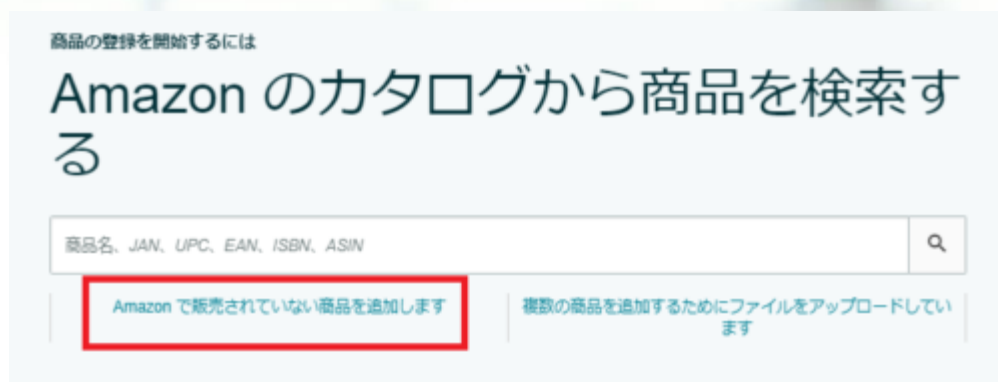 商品の登録を開始するには
Amazon のカタログから商品を検索す
る
商品名、JAN、UPC、EAN、ISBN、ASIN
Amazon で販売されていない商品を追加します
複数の商品を追加するためにファイルをアップロードしてい
ます